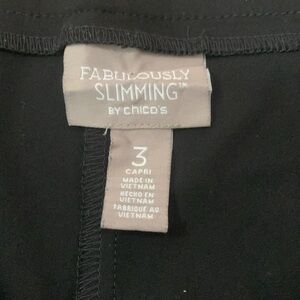 FABULOUSLY
SLIMMING™
BY CHICO'S
3
CAPRI
MADE IN
VIETNAM
HECHO EN
VIETNAM
FABRIQUÉ AU
VIETNAM